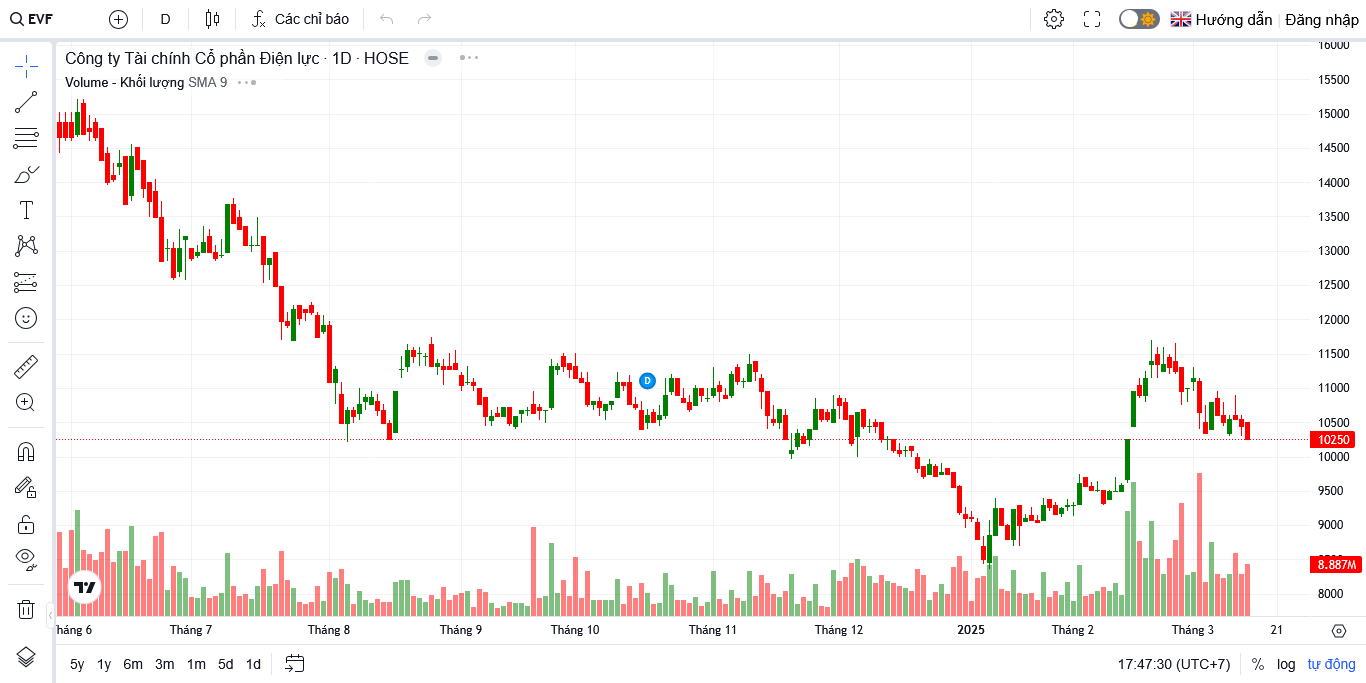 EVF D Các chỉ báo Hướng dẫn Đăng nhập
Công ty Tài chính Cổ phần Điện lực · 1D · HOSE
Volume - Khối lượng SMA 9
16000
15500
15000
14500
14000
13500
13000
12500
12000
11500
11000
10500
10250
10000
9500
9000
8.887M
8000
D
háng 6 Tháng 7 Tháng 8 Tháng 9 Tháng 10 Tháng 11 Tháng 12 2025 Tháng 2 Tháng 3 21
5y 1y 6m 3m 1m 5d 1d 17:47:30 (UTC+7) % log tự động